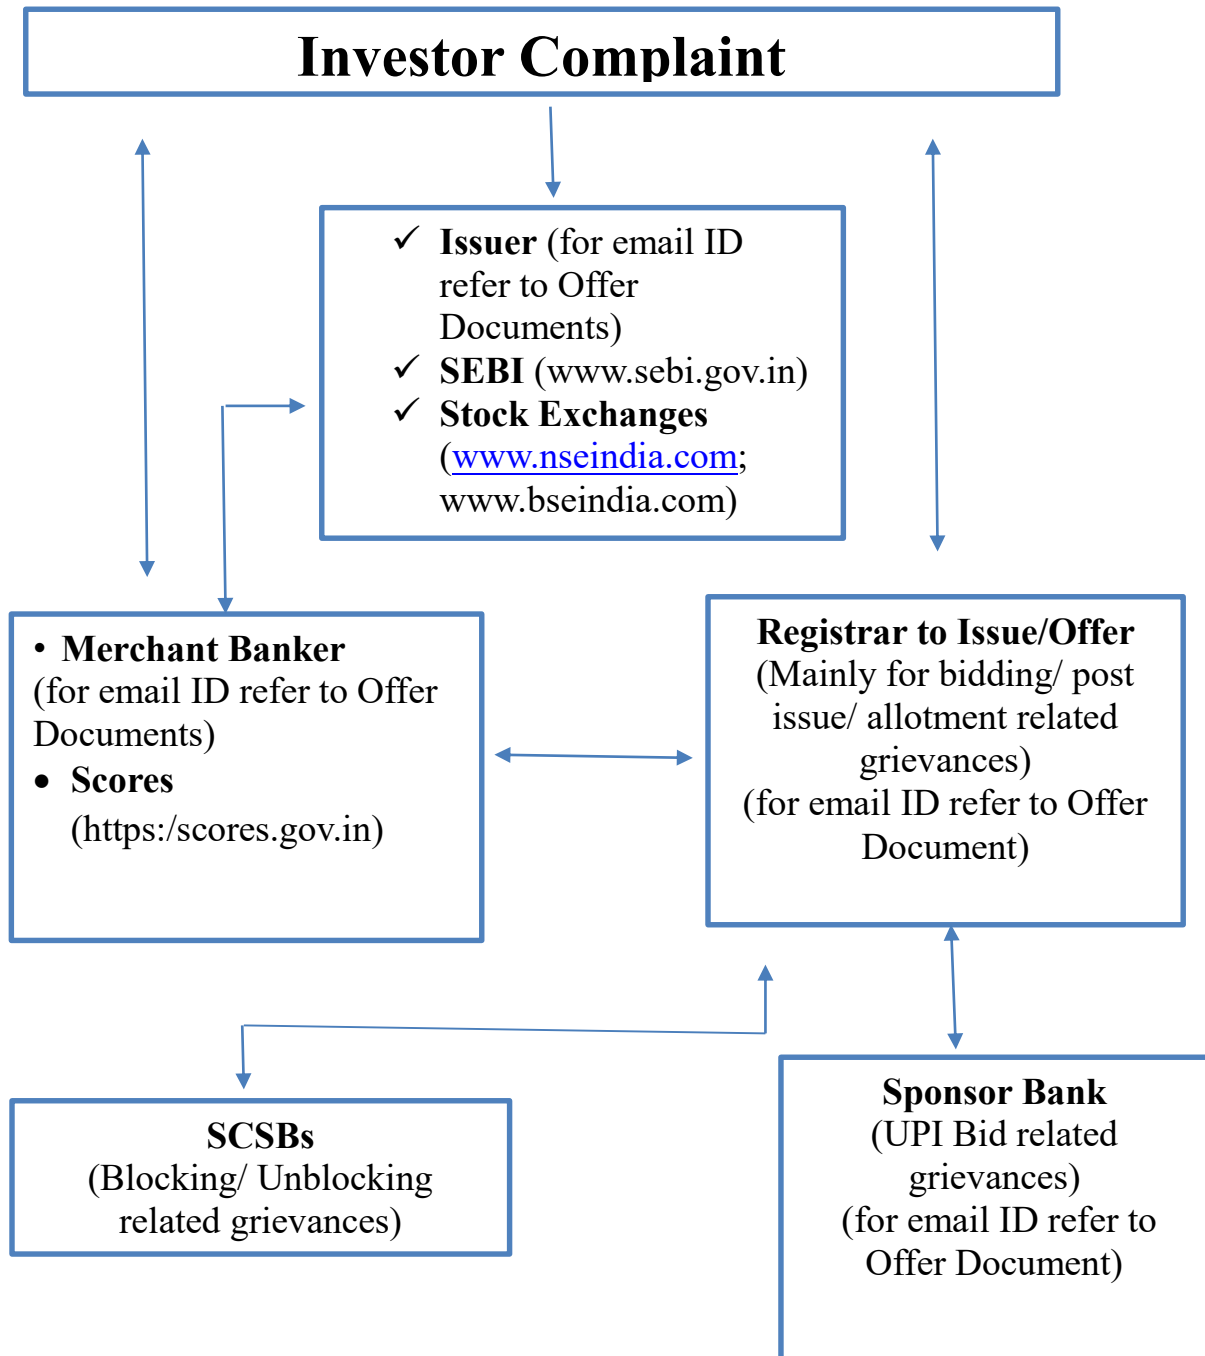 Investor Complaint
✓ Issuer (for email ID
refer to Offer
Documents)
✓ SEBI (www.sebi.gov.in)
✓ Stock Exchanges
(www.nseindia.com;
www.bseindia.com)
• Merchant Banker
(for email ID refer to Offer
Documents)
• Scores
(https:/scores.gov.in)
Registrar to Issue/Offer
(Mainly for bidding/ post
issue/ allotment related
grievances)
(for email ID refer to Offer
Document)
SCSBs
(Blocking/ Unblocking
related grievances)
Sponsor Bank
(UPI Bid related
grievances)
(for email ID refer to
Offer Document)